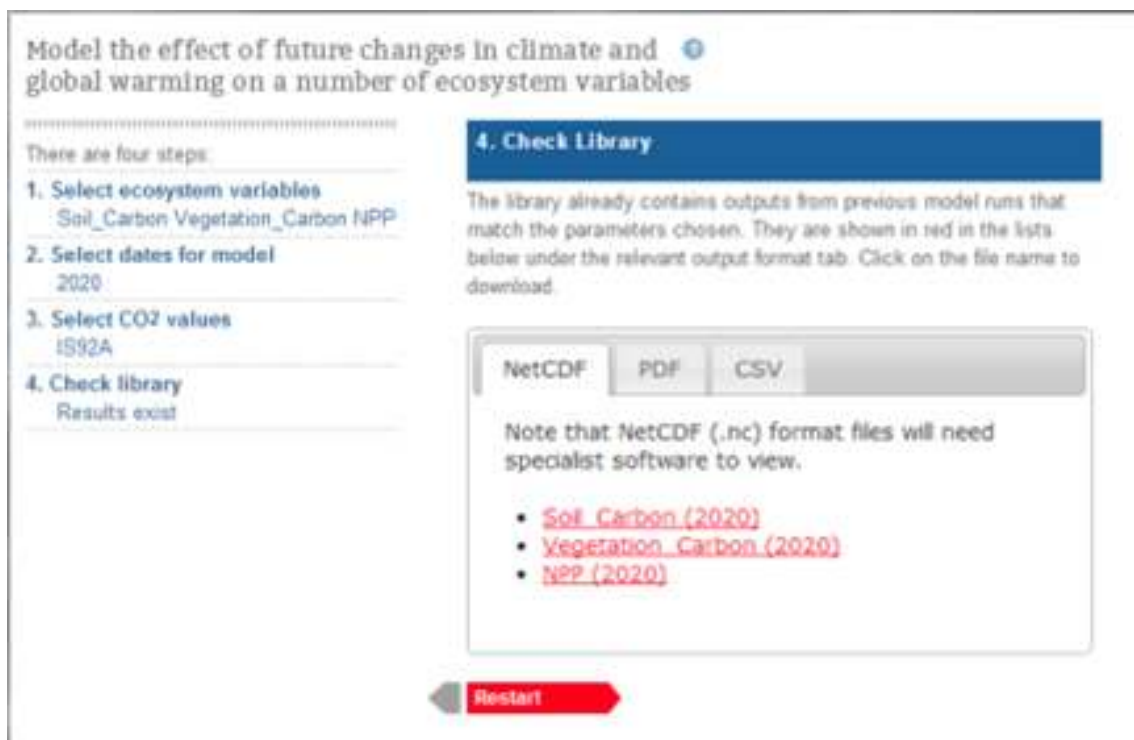 Model the effect of future changes in climate and
global warming on a number of ecosystem variables
There are four steps:
1. Select ecosystem variables
Soil_Carbon Vegetation_Carbon NPP
2. Select dates for model
2020
3. Select CO2 values
IS92A
4. Check library
Results exist
4. Check Library
The library already contains outputs from previous model runs that
match the parameters chosen. They are shown in red in the lists
below under the relevant output format tab. Click on the file name to
download.
NetCDF PDF CSV
Note that NetCDF (.nc) format files will need
specialist software to view.
• Soil_Carbon (2020)
• Vegetation_Carbon (2020)
• NPP (2020)
Restart